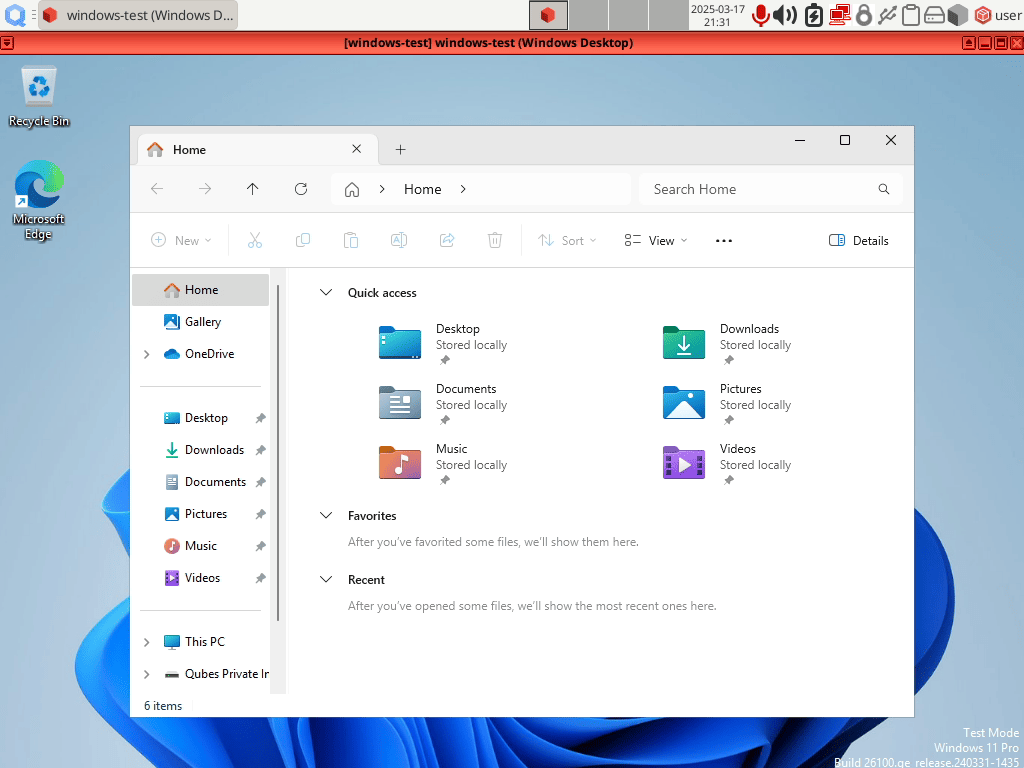 windows-test (Windows D...
2025-03-17
21:31
user
[windows-test] windows-test (Windows Desktop)
Recycle Bin
Microsoft
Edge
Home
Home
Search Home
New
Sort
View
Details
Home
Gallery
OneDrive
Desktop
Downloads
Documents
Pictures
Music
Videos
This PC
Qubes Private In
Quick access
Desktop
Stored locally
Downloads
Stored locally
Documents
Stored locally
Pictures
Stored locally
Music
Stored locally
Videos
Stored locally
Favorites
After you've favorited some files, we'll show them here.
Recent
After you've opened some files, we'll show the most recent ones here.
6 items
Test Mode
Windows 11 Pro
Build 26100.ge_release.240331-1435